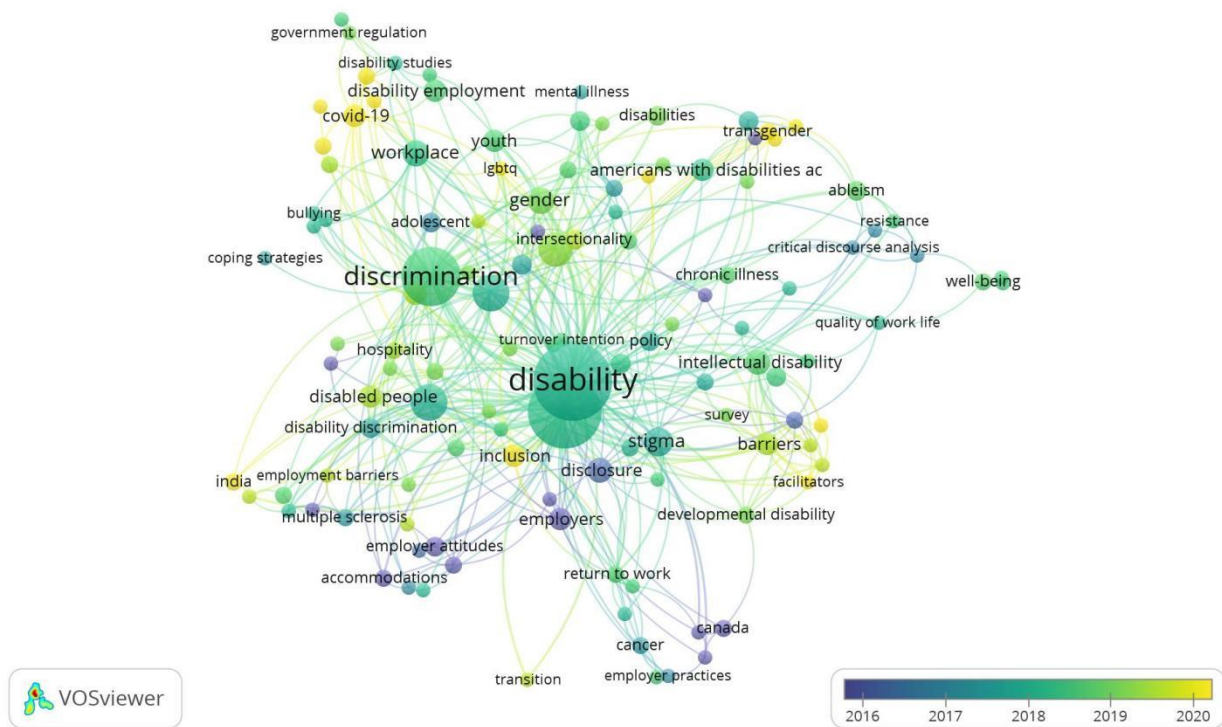 government regulation
disability studies
disability employment
mental illness
disabilities
covid-19
transgender
youth
workplace
lgbtq
americans with disabilities ac
ableism
gender
bullying
adolescent
resistance
intersectionality
critical discourse analysis
coping strategies
discrimination
chronic illness
well-being
quality of work life
turnover intention
policy
hospitality
intellectual disability
disability
disabled people
survey
disability discrimination
stigma
barriers
inclusion
disclosure
india
employment barriers
facilitators
multiple sclerosis
employers
developmental disability
employer attitudes
accommodations
return to work
canada
cancer
transition
employer practices
VOSviewer
2016
2017
2018
2019
2020